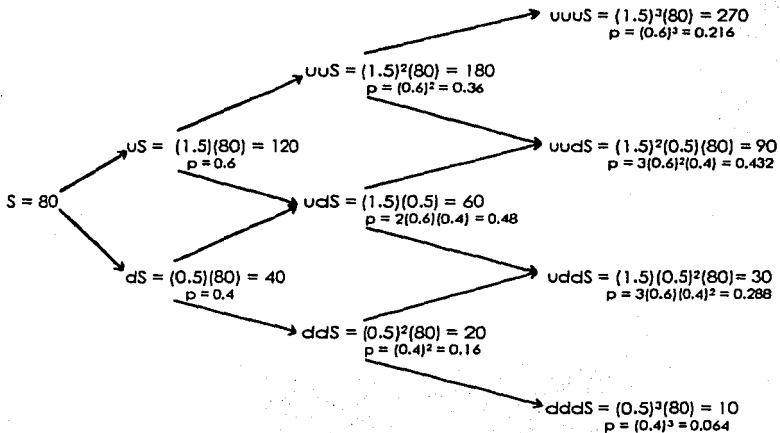 uuuS = (1.5)³(80) = 270
p = (0.6)³ = 0.216
uuS = (1.5)²(80) = 180
p = (0.6)² = 0.36
uS = (1.5)(80) = 120
p = 0.6
uudS = (1.5)²(0.5)(80) = 90
p = 3(0.6)²(0.4) = 0.432
S = 80
udS = (1.5)(0.5) = 60
p = 2(0.6)(0.4) = 0.48
dS = (0.5)(80) = 40
p = 0.4
uddS = (1.5)(0.5)²(80)= 30
p = 3(0.6)(0.4)² = 0.288
ddS = (0.5)²(80) = 20
p = (0.4)² = 0.16
dddS = (0.5)³(80) = 10
p = (0.4)³ = 0.064